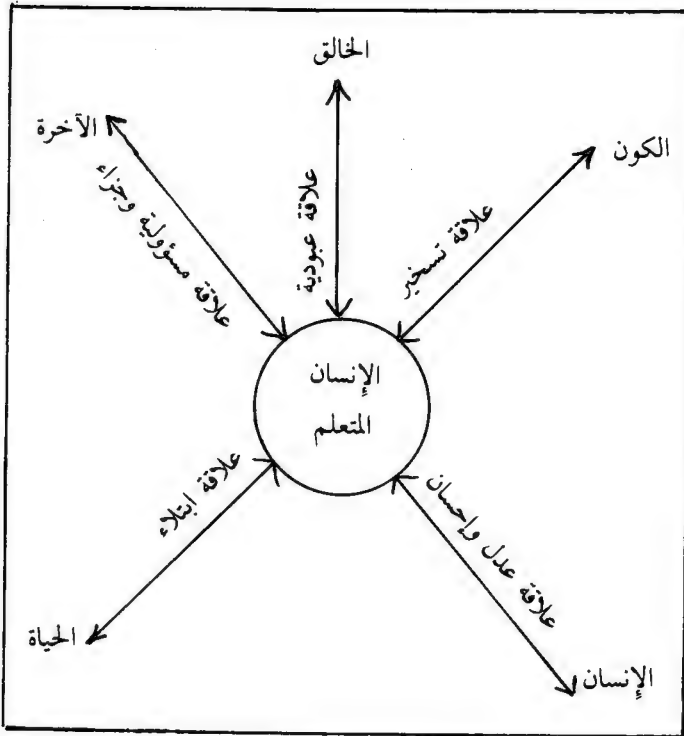 الخالق
الكون
الآخرة
علاقة عبودية
علاقة تسخير
علاقة مسؤولية وجزاء
الإنسان
المتعلم
علاقة ابتلاء
علاقة عدل وإحسان
الحياة
الإنسان